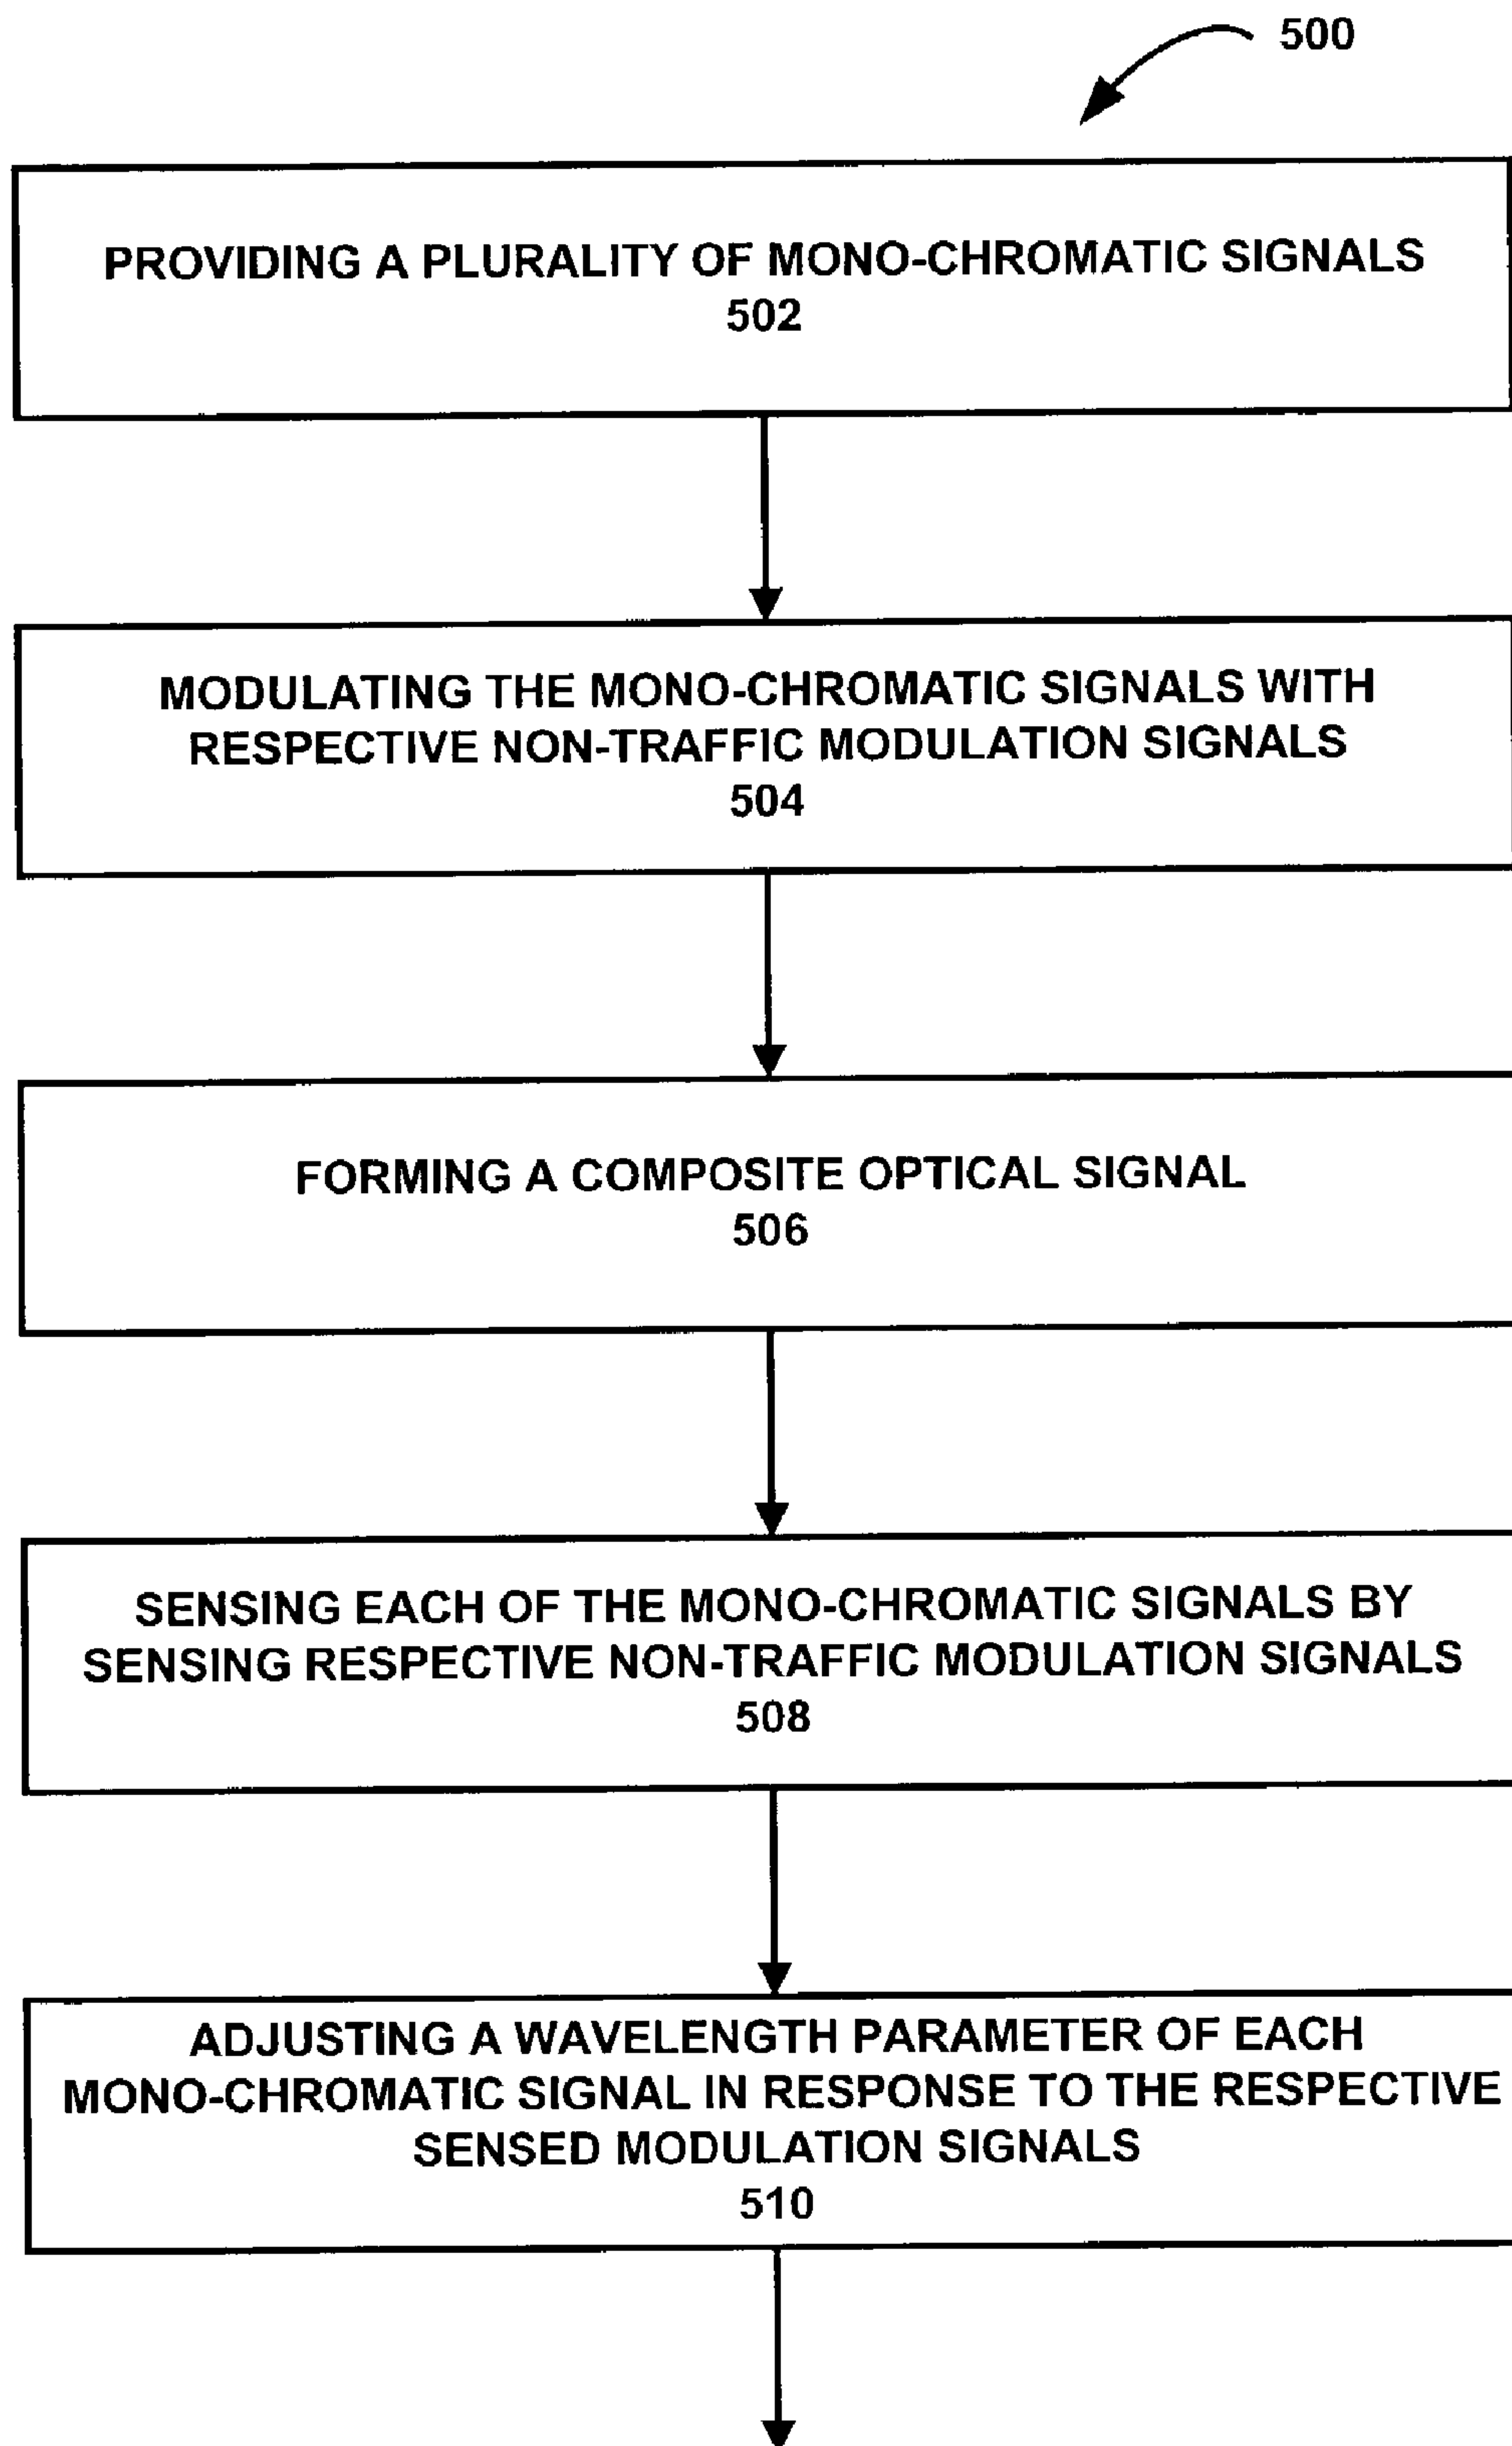 500
PROVIDING A PLURALITY OF MONO-CHROMATIC SIGNALS
502
MODULATING THE MONO-CHROMATIC SIGNALS WITH
RESPECTIVE NON-TRAFFIC MODULATION SIGNALS
504
FORMING A COMPOSITE OPTICAL SIGNAL
506
SENSING EACH OF THE MONO-CHROMATIC SIGNALS BY
SENSING RESPECTIVE NON-TRAFFIC MODULATION SIGNALS
508
ADJUSTING A WAVELENGTH PARAMETER OF EACH
MONO-CHROMATIC SIGNAL IN RESPONSE TO THE RESPECTIVE
SENSED MODULATION SIGNALS
510